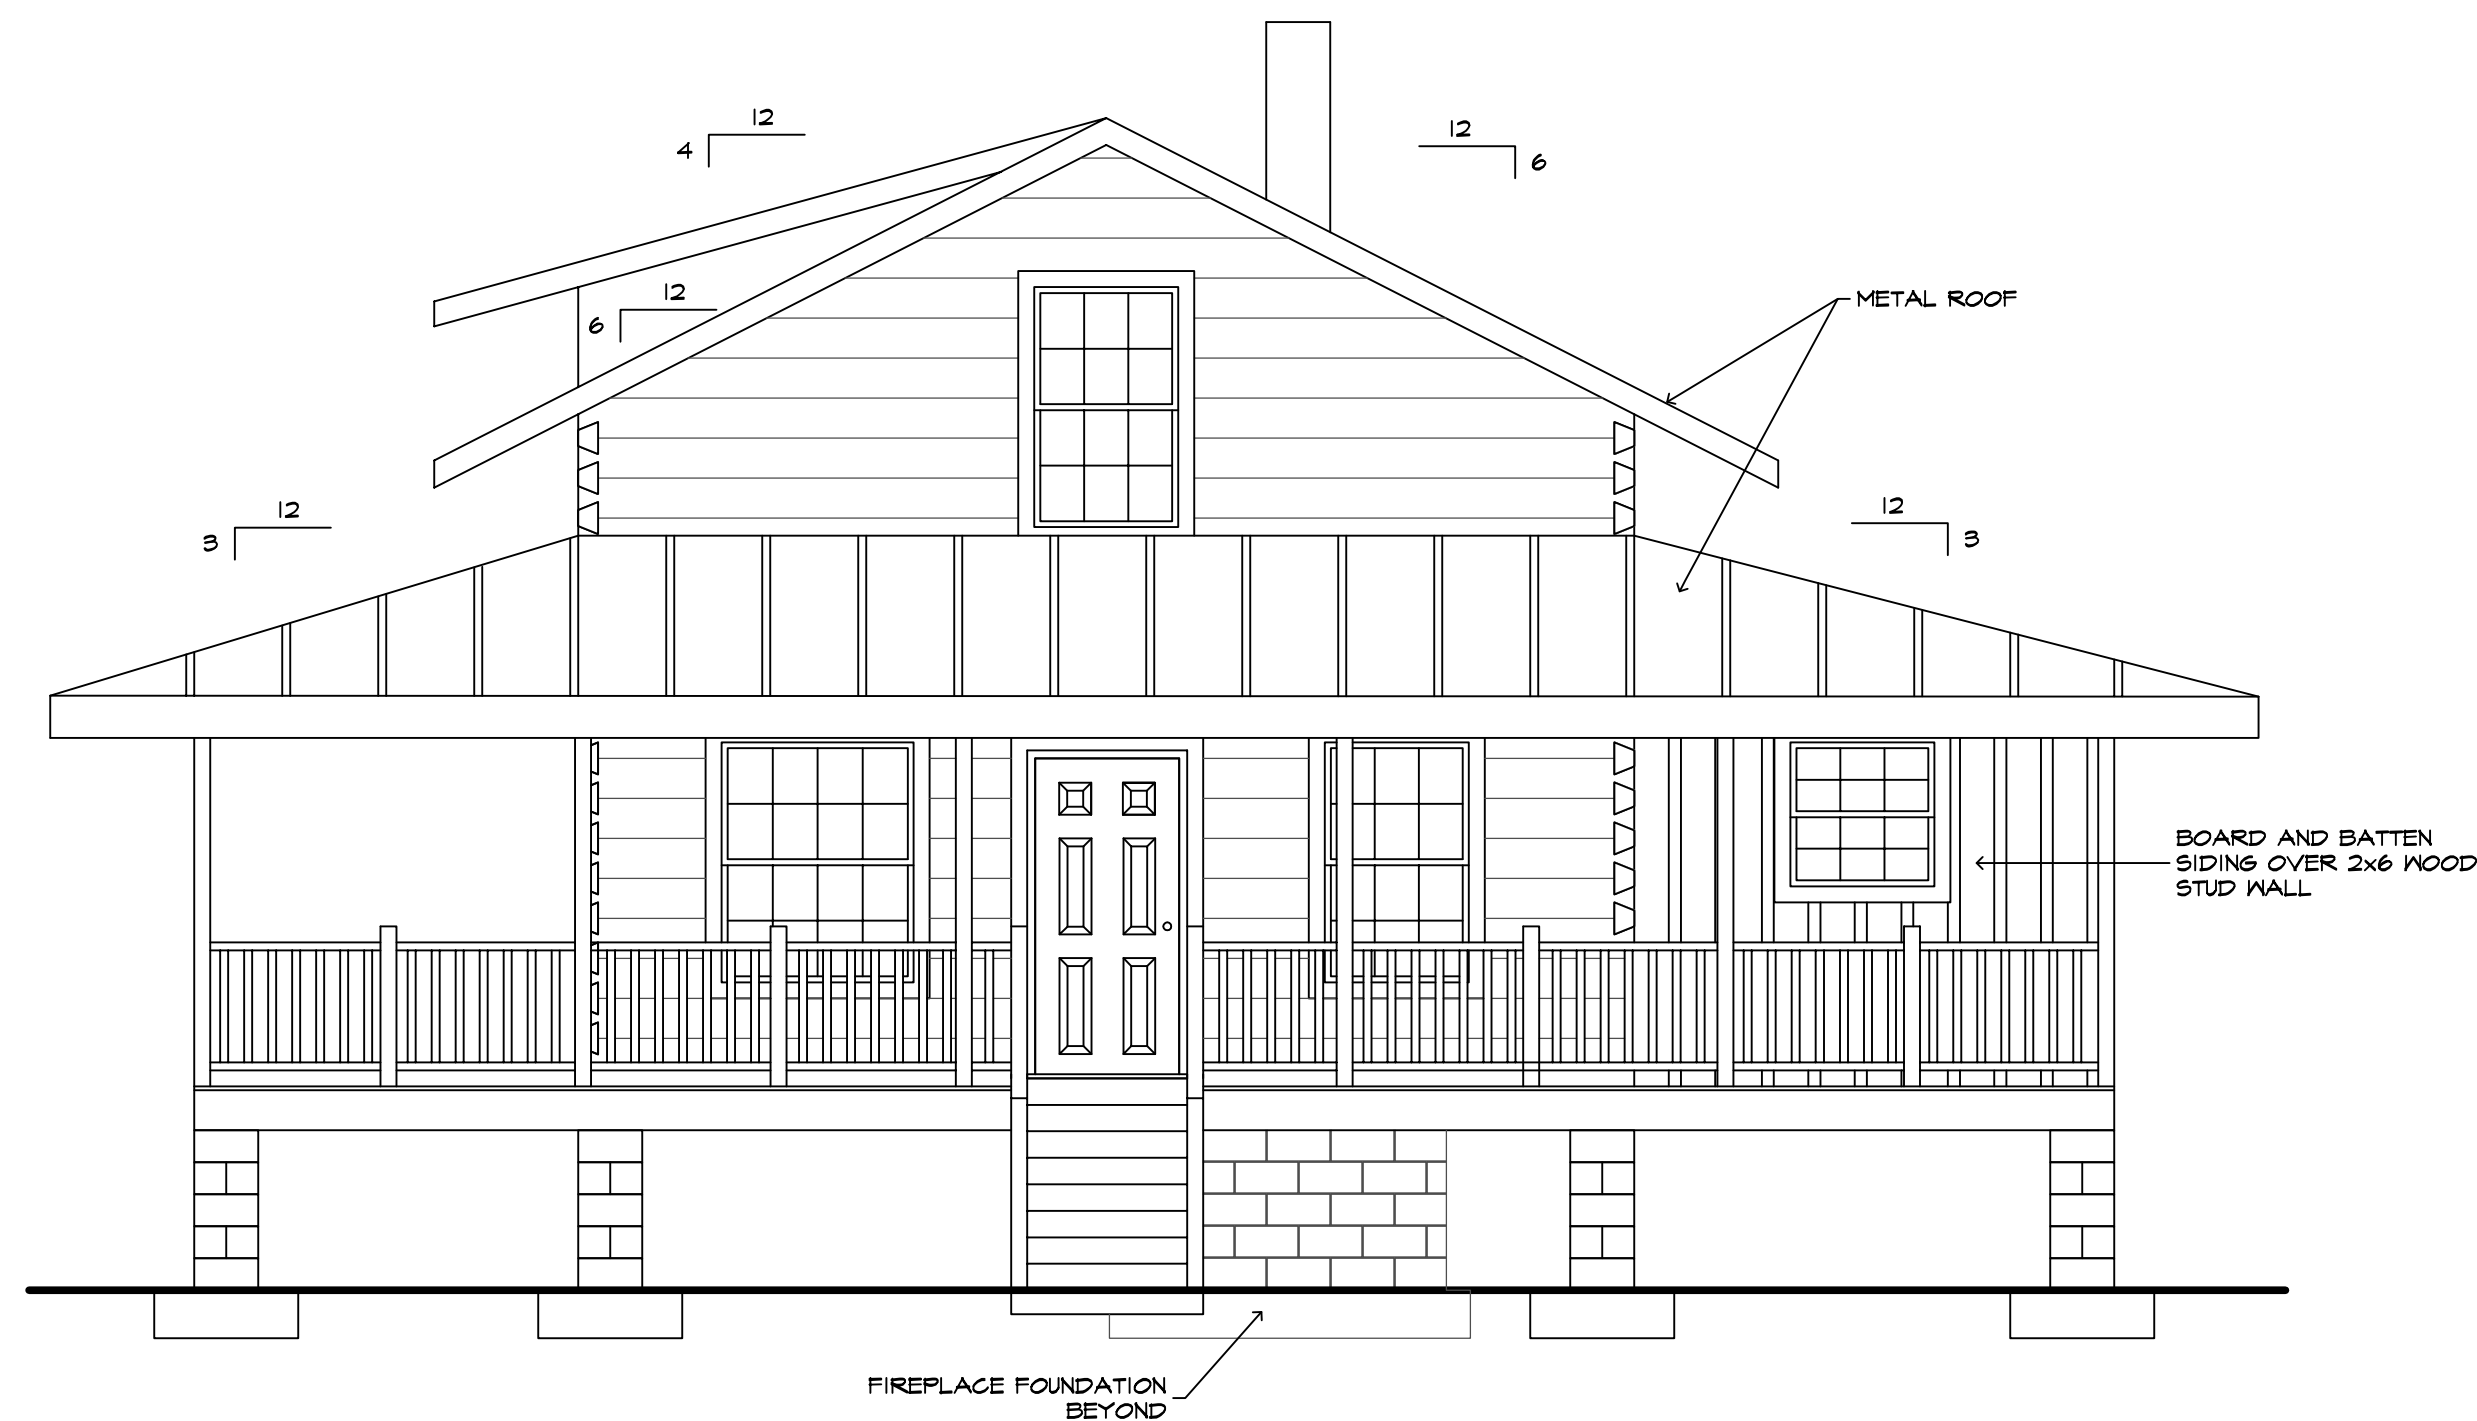 12
4
12
6
12
6
METAL ROOF
12
3
12
3
BOARD AND BATTEN
SIDING OVER 2x6 WOOD
STUD WALL
FIREPLACE FOUNDATION
BEYOND